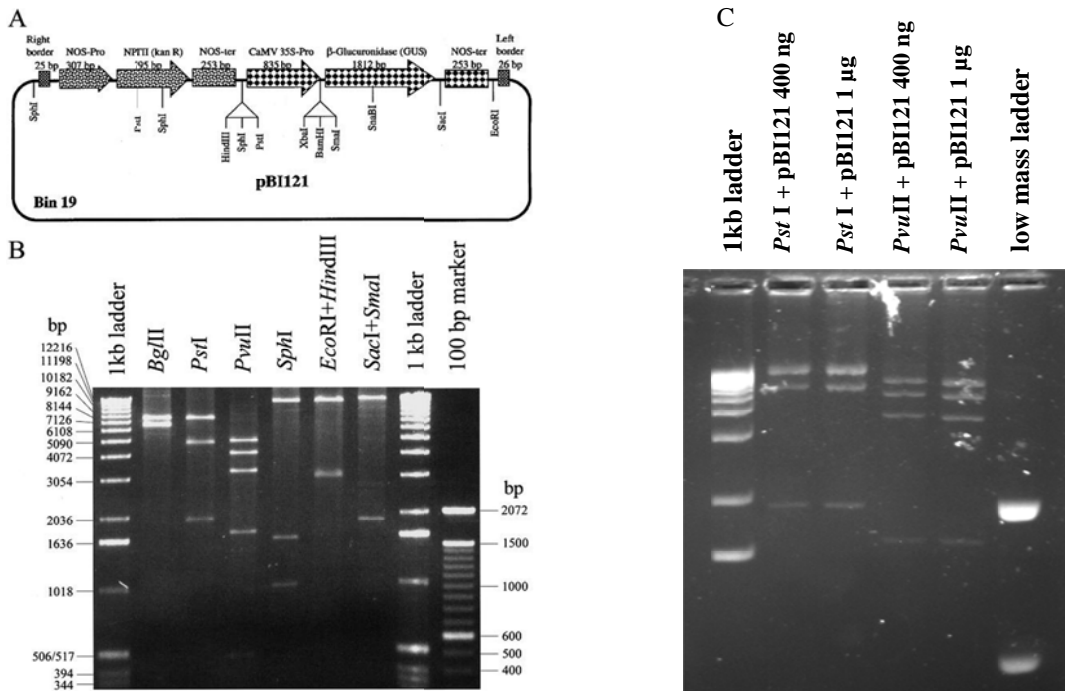 A
Right border
25 bp
NOS-Pro
307 bp
NPTII (kan R)
795 bp
NOS-ter
253 bp
CaMV 35S-Pro
835 bp
β-Glucuronidase (GUS)
1812 bp
NOS-ter
253 bp
Left border
26 bp
SphI
PstI
SphI
HindIII
SphI
PstI
XbaI
BamHI
SmaI
SnaBI
SacI
EcoRI
pBI121
Bin 19
B
bp
1kb ladder
BglII
PstI
PvuII
SphI
EcoRI+HindIII
SacI+SmaI
1 kb ladder
100 bp marker
12216
11198
10182
9162
8144
7126
6108
5090
4072
3054
2036
1636
1018
506/517
394
344
bp
2072
1500
1000
600
500
400
C
1kb ladder
Pst I + pBI121 400 ng
Pst I + pBI121 1 µg
PvuII + pBI121 400 ng
PvuII + pBI121 1 µg
low mass ladder